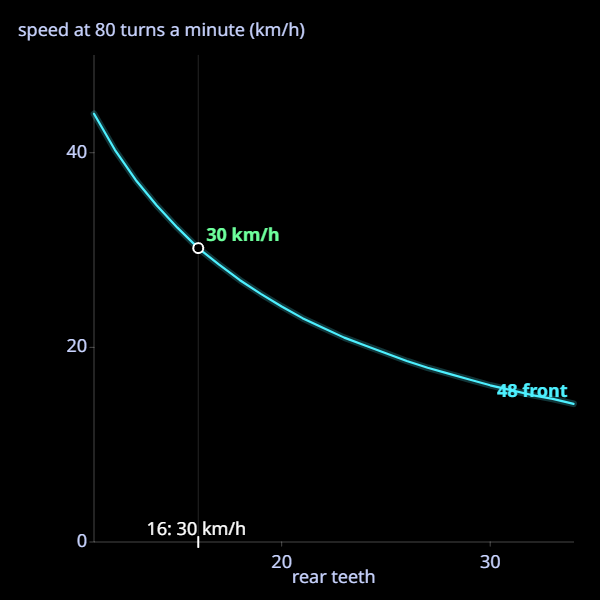 speed at 80 turns a minute (km/h)
40
30 km/h
20
48 front
16: 30 km/h
0
20
30
rear teeth